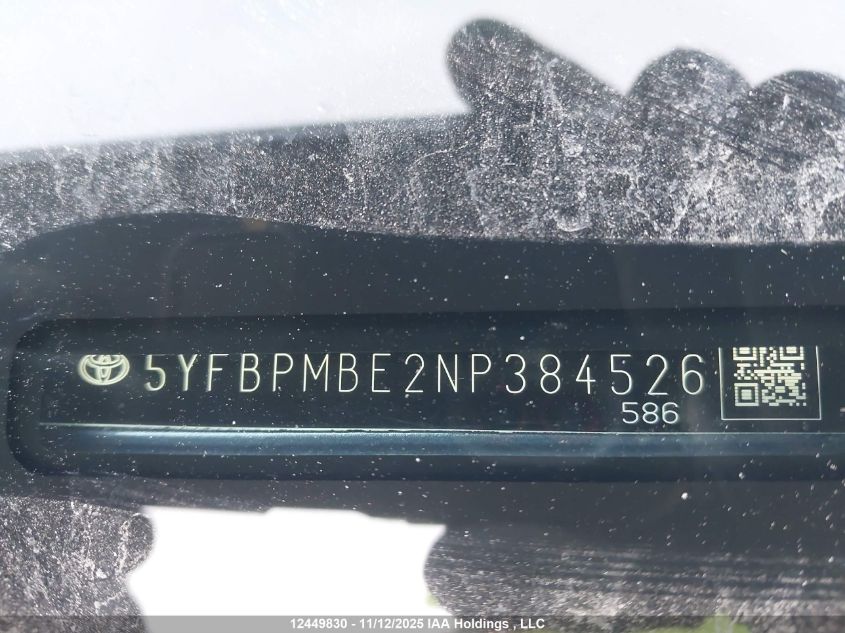 5YFBPMBE2NP384526
586
12449830 - 11/12/2025 IAA Holdings , LLC